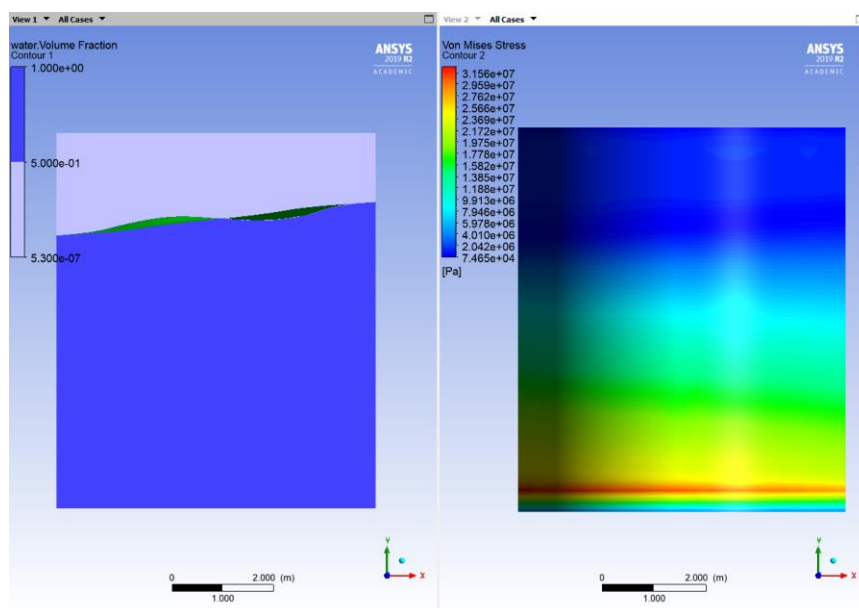 View 1 ▼ All Cases ▼
water.Volume Fraction
Contour 1
1.000e+00
5.000e-01
5.300e-07
ANSYS
2019 R2
ACADEMIC
Y
X
0 2.000 (m)
1.000
View 2 ▼ All Cases ▼
Von Mises Stress
Contour 2
3.156e+07
2.959e+07
2.762e+07
2.566e+07
2.369e+07
2.172e+07
1.975e+07
1.778e+07
1.582e+07
1.385e+07
1.188e+07
9.913e+06
7.946e+06
5.978e+06
4.010e+06
2.042e+06
7.465e+04
[Pa]
ANSYS
2019 R2
ACADEMIC
Y
X
0 2.000 (m)
1.000